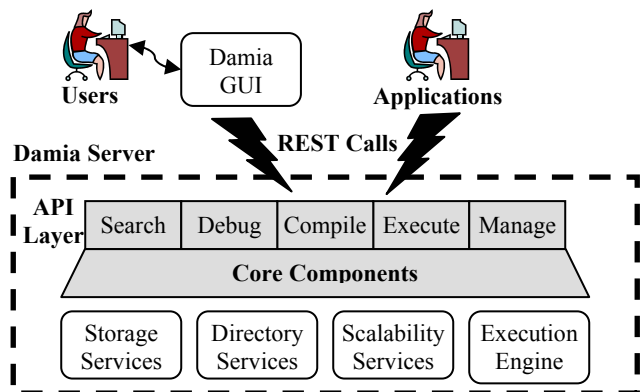 Users
Damia
GUI
Applications
REST Calls
Damia Server
API
Layer
Search
Debug
Compile
Execute
Manage
Core Components
Storage
Services
Directory
Services
Scalability
Services
Execution
Engine